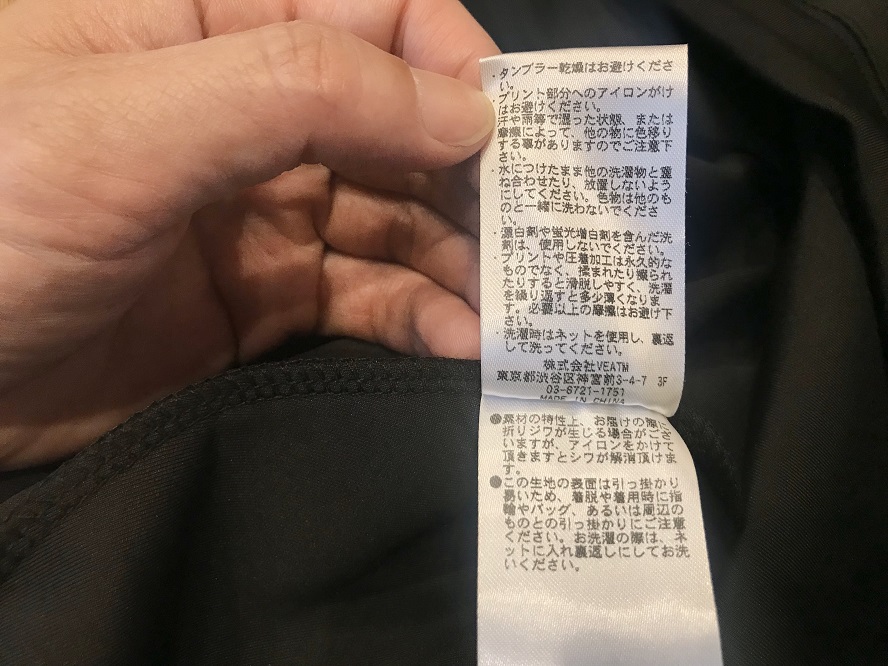 ・タンブラー乾燥はお避けくださ
い。
・プリント部分へのアイロンがけ
はお避けください。
汗や雨等で湿った状態、または
摩擦によって、他の物に色移り
する事がありますのでご注意下
さい。
・水につけたまま他の洗濯物と重
ね合わせたり、放置しないよう
にしてください。色物は他のも
のと一緒に洗わないでくださ
い。
・漂白剤や蛍光増白剤を含んだ洗
剤は、使用しないでください。
・プリントや圧着加工は永久的な
ものでなく、揉まれたり擦られ
たりすると滑脱しやすく、洗濯
を繰り返すと多少薄くなりま
す。必要以上の摩擦はお避け下
さい。
・洗濯時はネットを使用し、裏返
して洗ってください。
株式会社VEATM
東京都渋谷区神宮前3-4-7 3F
03-6721-1751
MADE IN CHINA
●素材の特性上、お届けの際に
折りジワが生じる場合がござ
いますが、アイロンをかけて
頂きますとシワが解消頂けま
す。
●この生地の表面は引っ掛かり
易いため、着脱や着用時に指
輪やバッグ、あるいは周辺の
ものとの引っ掛かりにご注意
ください。お洗濯の際は、ネ
ットに入れ裏返しにしてお洗
いください。